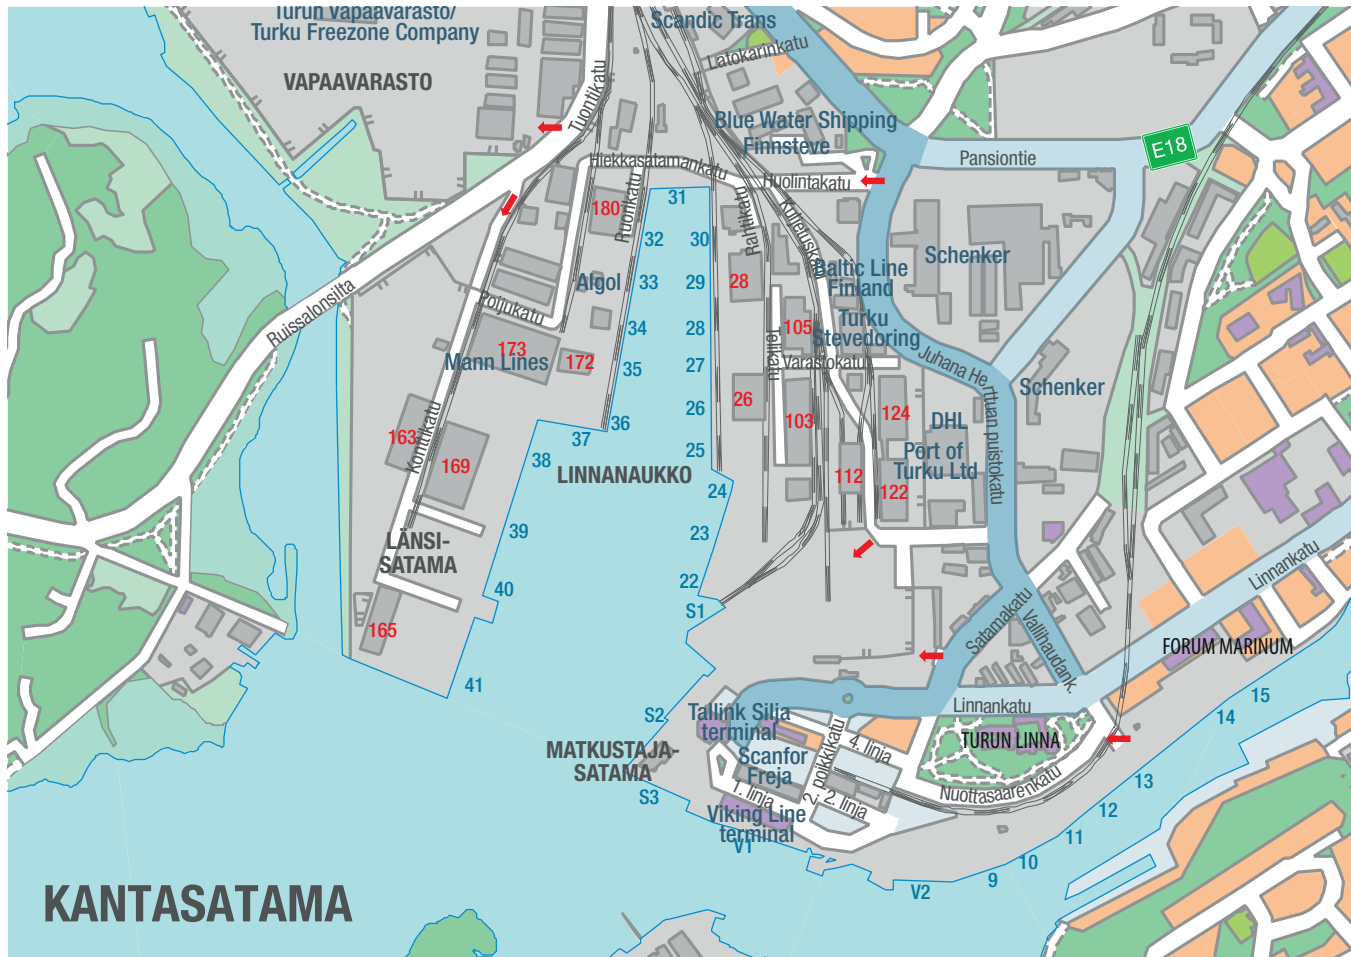 Turun Vapaavarasto/
Turku Freezone Company
VAPAAVARASTO
Scandic Trans
Latokarinkatu
Tuontikatu
Blue Water Shipping
Finnsteve
Pansiontie
E18
Hiekkasatamankatu
Huolintakatu
180
Ruorikatu
31
32
30
Paahtikatu
Kuljetuskatu
33
29
28
Algol
Baltic Line
Finland
Schenker
Ruissalonsilta
Poijukatu
34
28
105
Turku
Stevedoring
Telikatu
173
Mann Lines
172
35
27
Varastokatu
Juhana Herttuan puistokatu
Schenker
26
26
103
124
DHL
163
Konttikatu
169
36
37
38
25
LINNANAUKKO
24
112
Port of
Turku Ltd
122
39
23
LÄNSI-
SATAMA
40
22
S1
Linnankatu
165
Satamakatu
Vallihaudank.
FORUM MARINUM
41
S2
15
14
Linnankatu
Tallink Silja
terminal
TURUN LINNA
MATKUSTAJA-
SATAMA
Scanfor
Freja
2. poikkikatu
4. linja
Nuottasaarenkatu
13
S3
1. linja
2. linja
12
Viking Line
terminal
V1
11
10
9
V2
KANTASATAMA